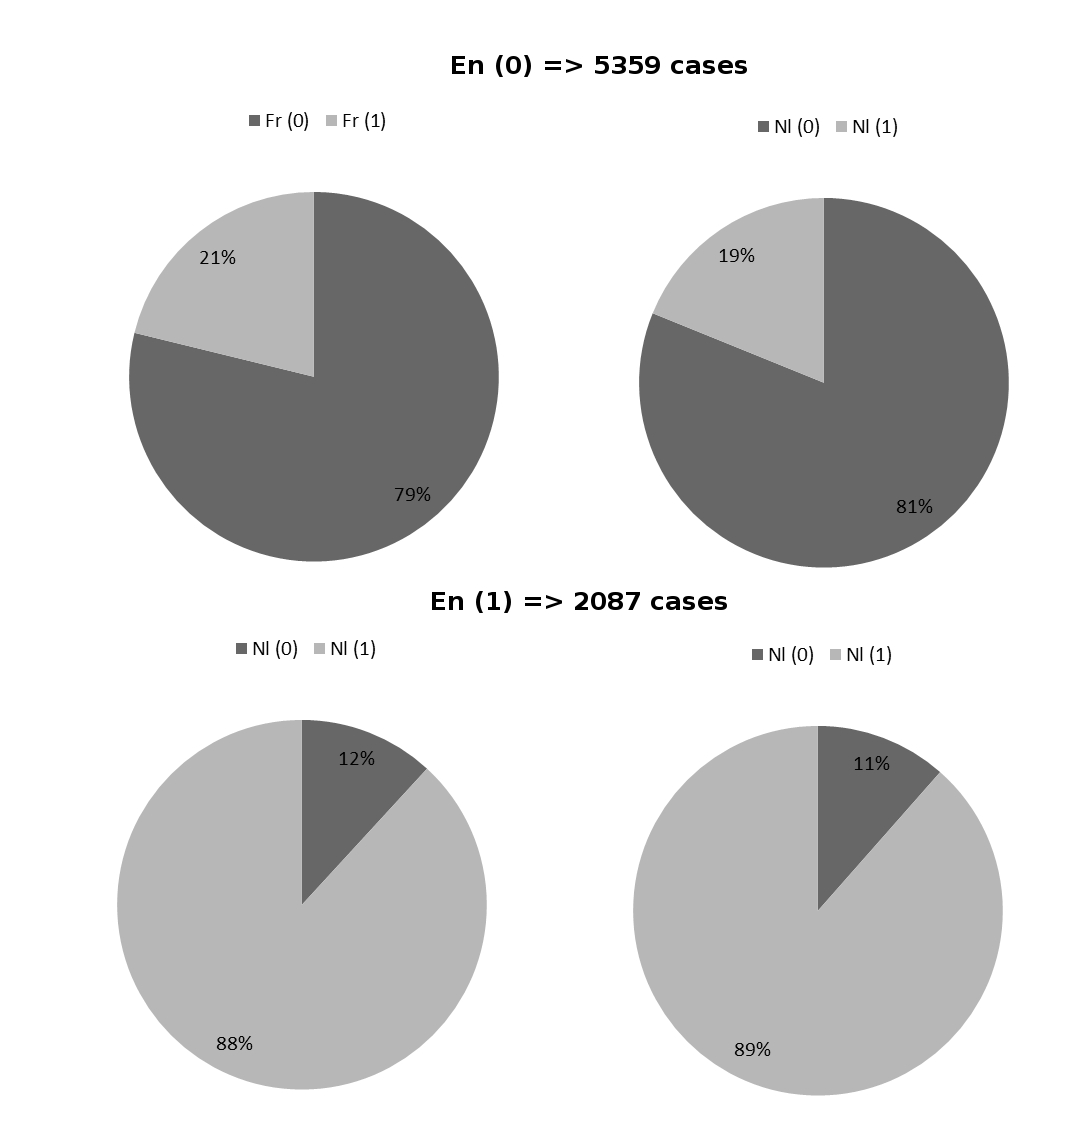 En (0) => 5359 cases
Fr (0) Fr (1)
Nl (0) Nl (1)
21%
79%
19%
81%
En (1) => 2087 cases
Nl (0) Nl (1)
Nl (0) Nl (1)
12%
88%
11%
89%